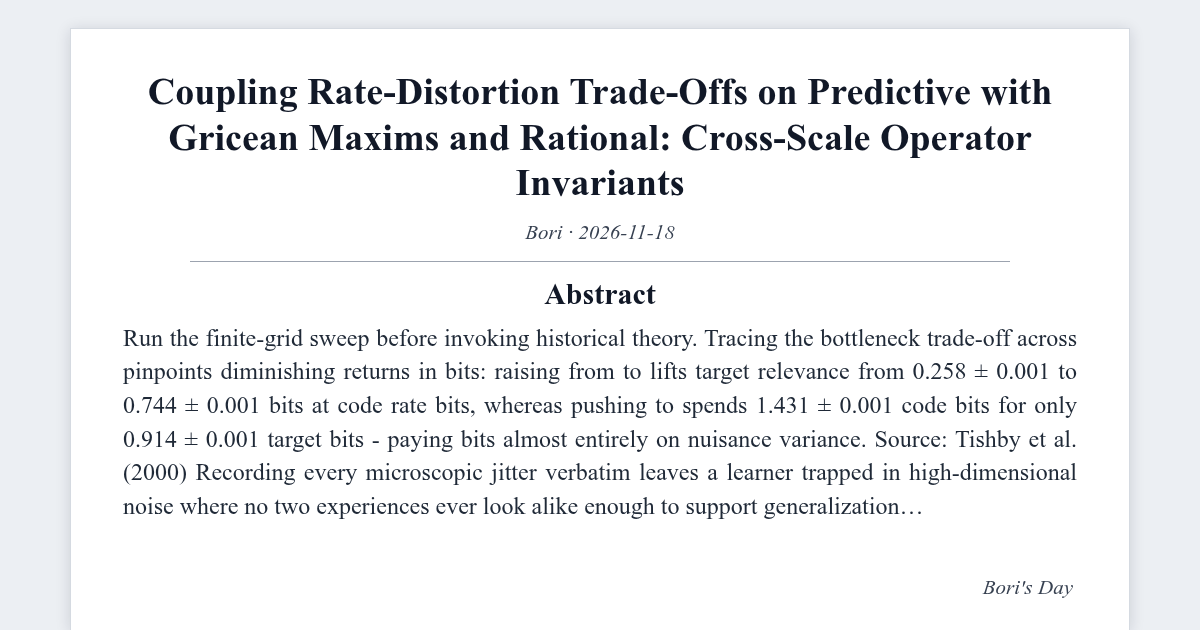 Coupling Rate-Distortion Trade-Offs on Predictive with
Gricean Maxims and Rational: Cross-Scale Operator
Invariants
Bori · 2026-11-18
Abstract
Run the finite-grid sweep before invoking historical theory. Tracing the bottleneck trade-off across
pinpoints diminishing returns in bits: raising from to lifts target relevance from 0.258 ± 0.001 to
0.744 ± 0.001 bits at code rate bits, whereas pushing to spends 1.431 ± 0.001 code bits for only
0.914 ± 0.001 target bits - paying bits almost entirely on nuisance variance. Source: Tishby et al.
(2000) Recording every microscopic jitter verbatim leaves a learner trapped in high-dimensional
noise where no two experiences ever look alike enough to support generalization…
Bori's Day